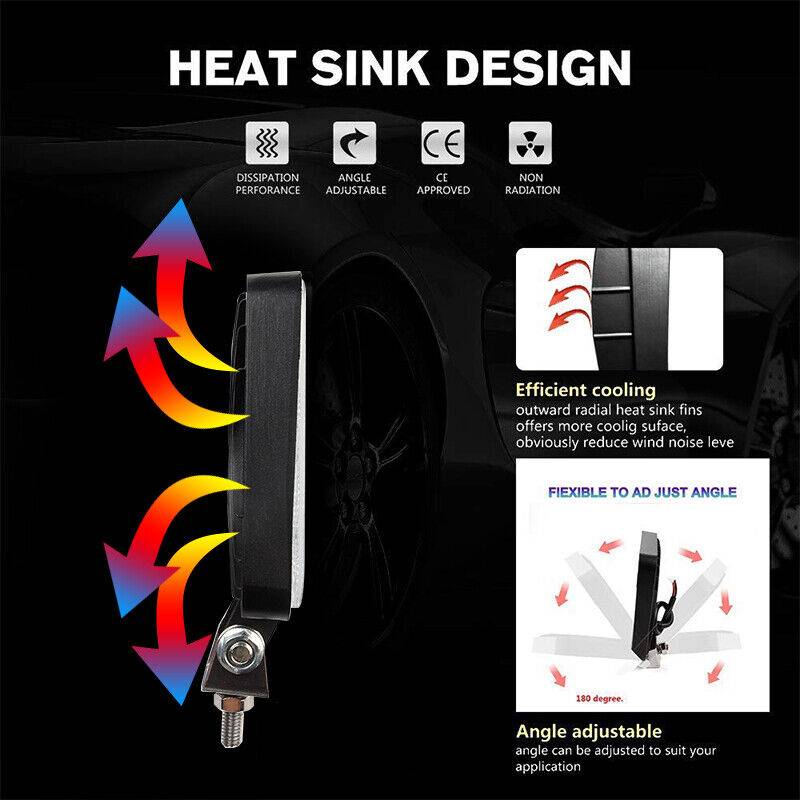 HEAT SINK DESIGN
DISSIPATION
PERFORANCE
ANGLE
ADJUSTABLE
CE
CE
APPROVED
NON
RADIATION
Efficient cooling
outward radial heat sink fins
offers more coolig suface,
obviously reduce wind noise leve
FIEXIBLE TO AD JUST ANGLE
180 degree.
Angle adjustable
angle can be adjusted to suit your
application